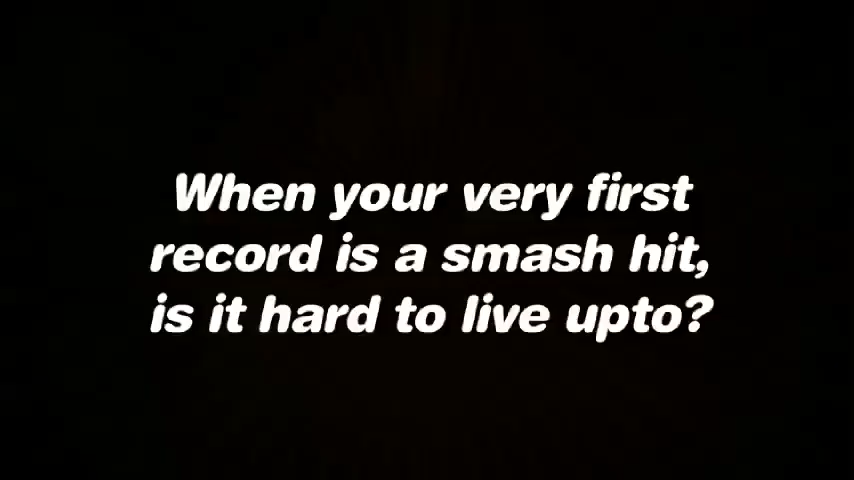 When your very first
record is a smash hit,
is it hard to live upto?